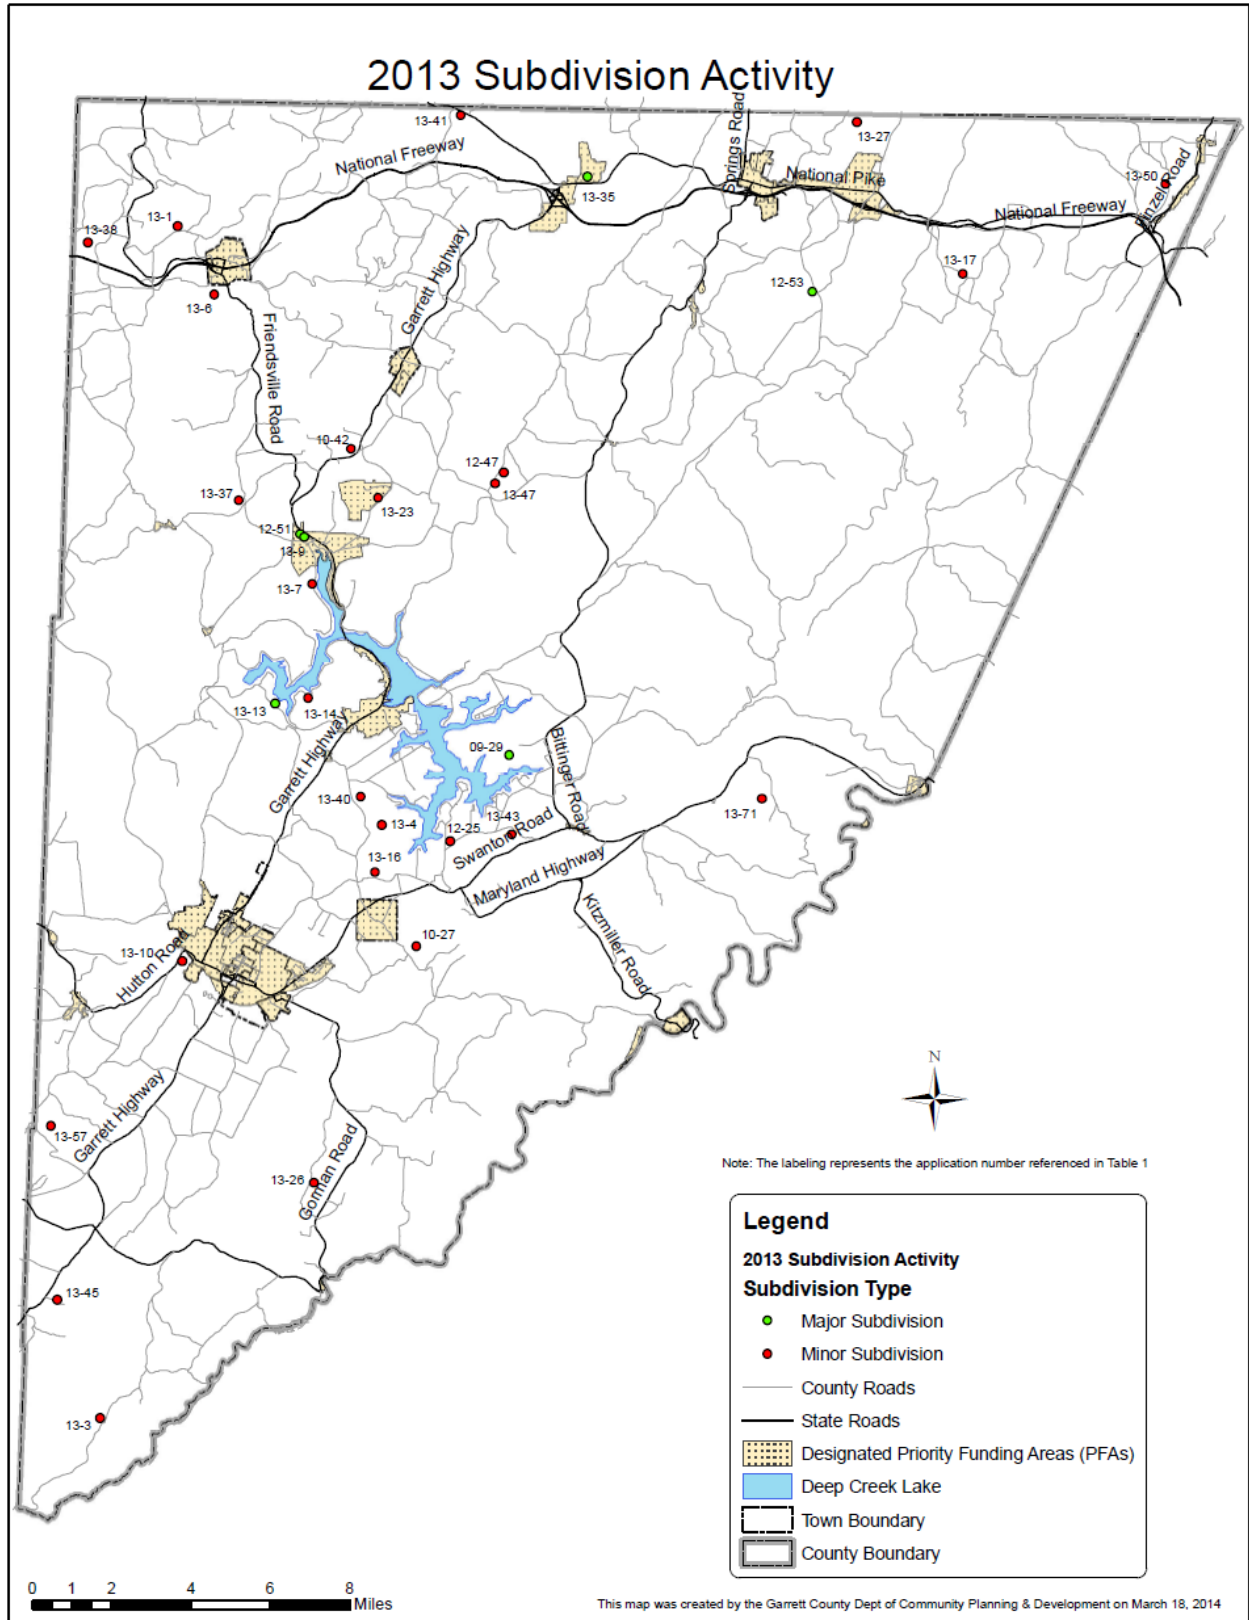 2013 Subdivision Activity
13-41
13-27
Springs Road
National Freeway
National Pike
13-50
Finzel Road
13-35
National Freeway
13-1
13-38
13-17
12-53
13-6
Garrett Highway
Friendsville Road
10-42
12-47
13-47
13-37
13-23
12-51
13-9
13-7
13-13
13-14
Garrett Highway
09-29
Bittinger Road
13-40
13-71
13-4
12-25
13-43
Swanton Road
13-16
Maryland Highway
Kitzmiller Road
10-27
13-10
Hutton Road
N
13-57
Garrett Highway
13-26
Gorman Road
Note: The labeling represents the application number referenced in Table 1
13-45
13-3
Legend
2013 Subdivision Activity
Subdivision Type
Major Subdivision
Minor Subdivision
County Roads
State Roads
Designated Priority Funding Areas (PFAs)
Deep Creek Lake
Town Boundary
County Boundary
0 1 2 4 6 8
Miles
This map was created by the Garrett County Dept of Community Planning & Development on March 18, 2014